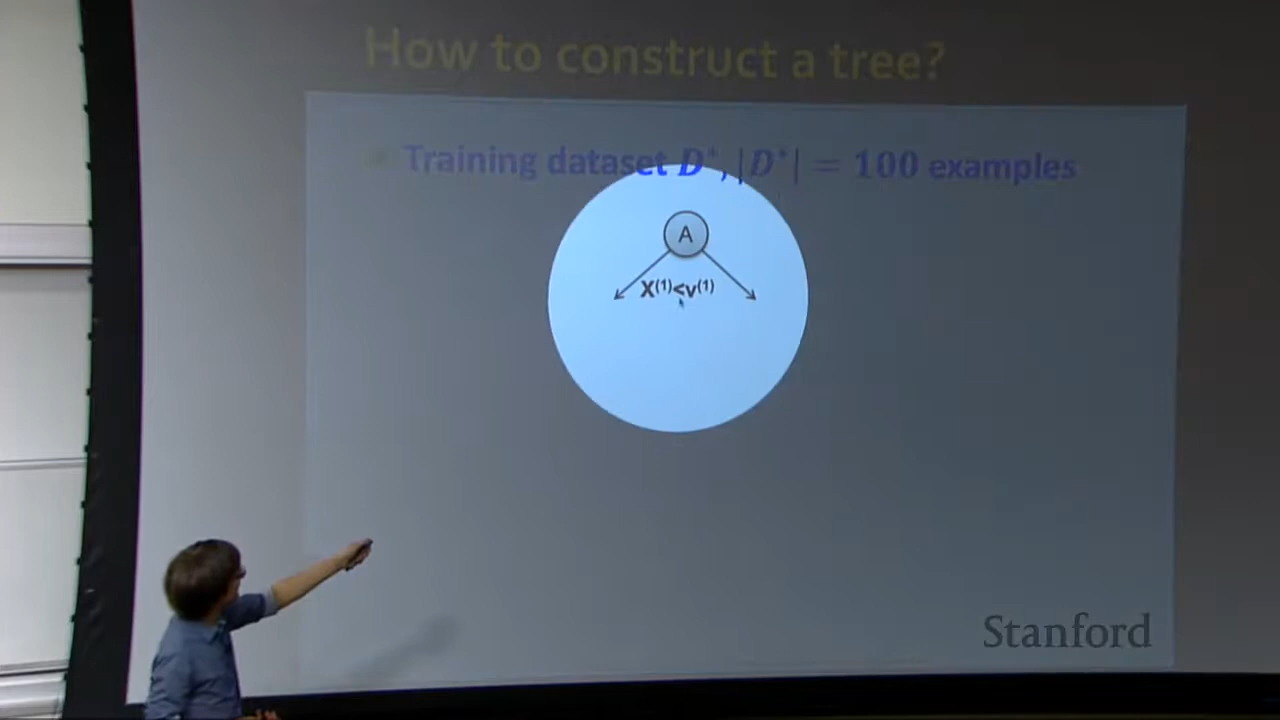 How to construct a tree?
Training dataset D*, |D*| = 100 examples
A
X(1)<v(1)
Stanford